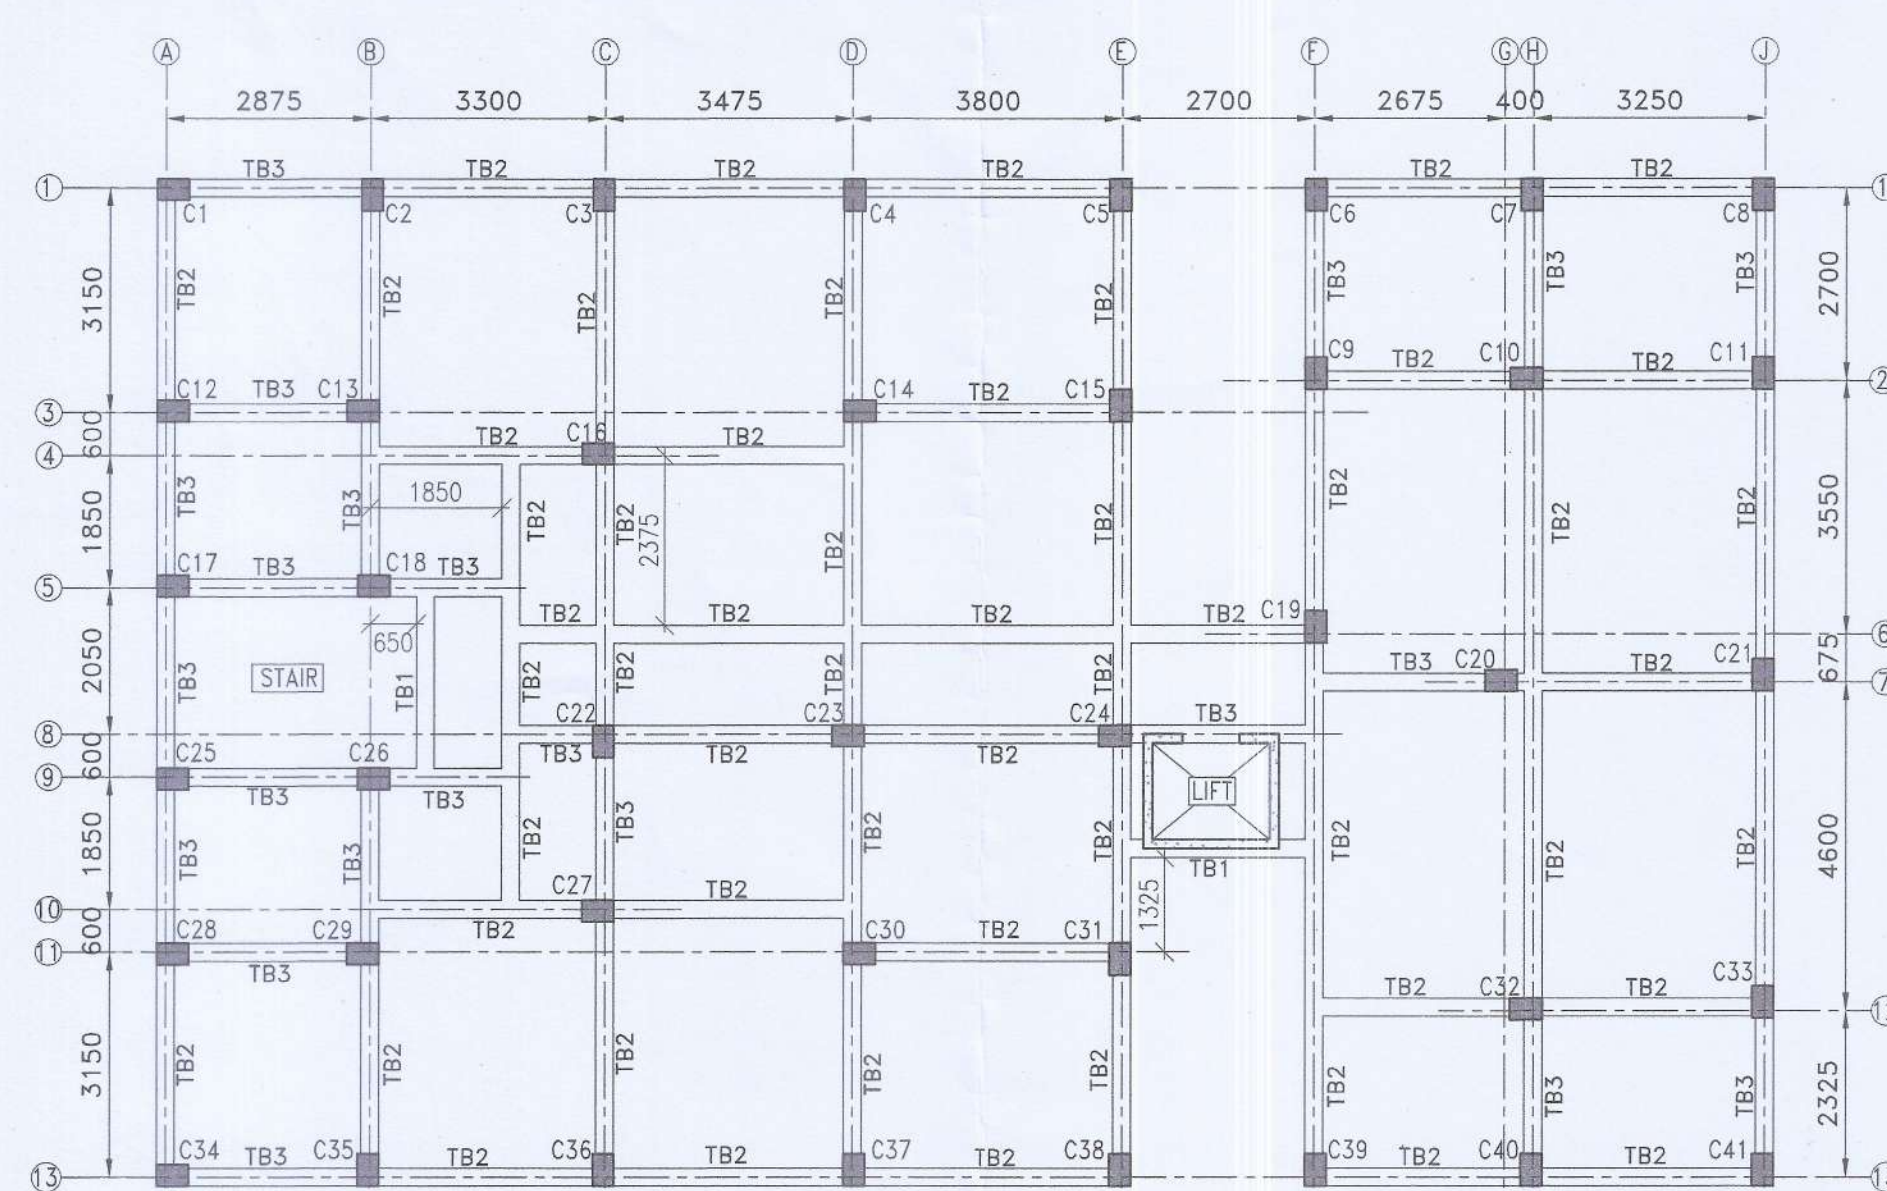 A B C D E F G H J
2875 3300 3475 3800 2700 2675 400 3250
TB3 TB2 TB2 TB2 TB2 TB2
1
C1 C2 C3 C4 C5 C6 C7 C8
TB2 TB2 TB2 TB2 TB2 TB3 TB3 TB3
3150 2700
C9 TB2 C10 TB2 C11
2
C12 TB3 C13 C14 TB2 C15
3
600
TB2 C16 TB2
4
1850
TB3 TB3 1850 TB2 TB2 2375 TB2 TB2 TB2 TB2 TB2
3550
C17 TB3 C18 TB3
5
TB2 TB2 TB2 TB2 C19
6
650
2050
STAIR
TB3 TB1 TB2 TB2 TB2 TB2
TB3 C20 TB2 C21
675
7
C22 C23 C24 TB3
8
TB3 TB2 TB2
600
C25 C26
9
TB3 TB3
LIFT
1850
TB3 TB3 TB2 TB3 TB2 TB2 TB2 TB2 TB2
4600
TB1
C27 TB2
10
1325
600
C28 C29 TB2 C30 TB2 C31
11
TB3
TB2 C32 TB2 C33
3150
TB2 TB2 TB2 TB2 TB2 TB2 TB3 TB3
2325
C34 TB3 C35 TB2 C36 TB2 C37 TB2 C38 C39 TB2 C40 TB2 C41
13